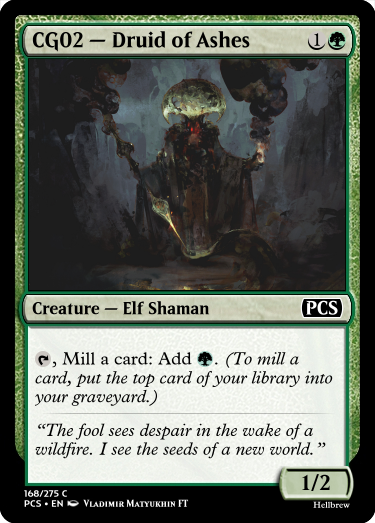 CG02 — Druid of Ashes 1
Creature — Elf Shaman PCS
, Mill a card: Add . (To mill a
card, put the top card of your library into
your graveyard.)
“The fool sees despair in the wake of a
wildfire. I see the seeds of a new world.”
1/2
168/275 C
PCS • EN Vladimir Matyukhin FT
Hellbrew